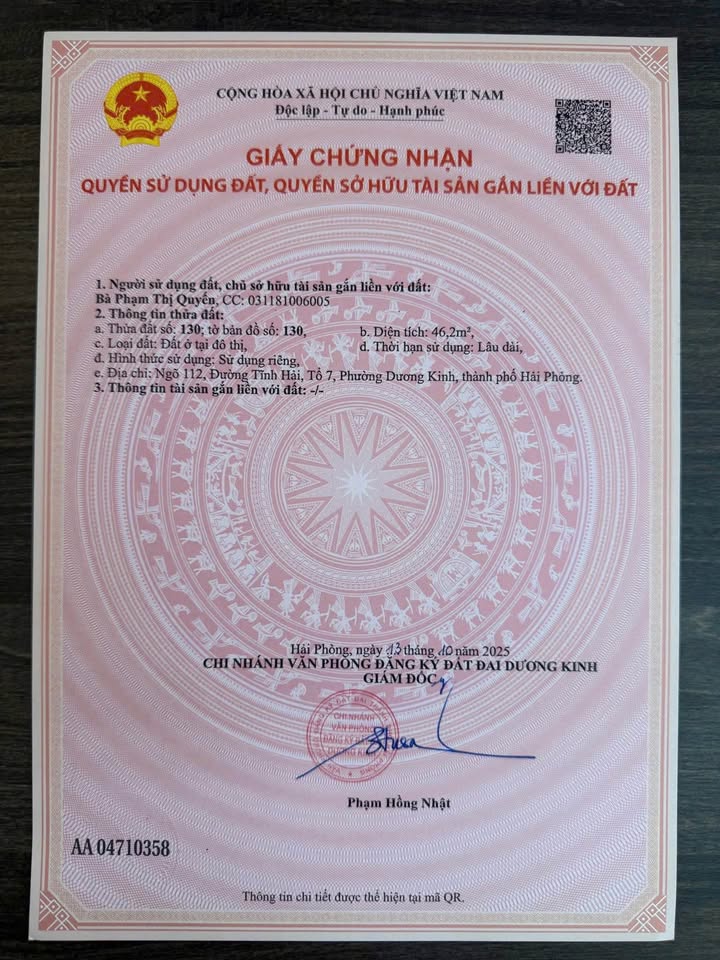 CỘNG HÒA XÃ HỘI CHỦ NGHĨA VIỆT NAM
Độc lập - Tự do - Hạnh phúc
GIẤY CHỨNG NHẬN
QUYỀN SỬ DỤNG ĐẤT, QUYỀN SỞ HỮU TÀI SẢN GẮN LIỀN VỚI ĐẤT
1. Người sử dụng đất, chủ sở hữu tài sản gắn liền với đất:
Bà Phạm Thị Quyến, CC: 031181006005
2. Thông tin thửa đất:
a. Thửa đất số: 130; tờ bản đồ số: 130, b. Diện tích: 46,2m²,
c. Loại đất: Đất ở tại đô thị, d. Thời hạn sử dụng: Lâu dài,
đ. Hình thức sử dụng: Sử dụng riêng,
e. Địa chỉ: Ngõ 112, Đường Tĩnh Hải, Tổ 7, Phường Dương Kinh, thành phố Hải Phòng.
3. Thông tin tài sản gắn liền với đất: -/-
Hải Phòng, ngày 13 tháng 10 năm 2025
CHI NHÁNH VĂN PHÒNG ĐĂNG KÝ ĐẤT ĐAI DƯƠNG KINH
GIÁM ĐỐC
CHI NHÁNH
VĂN PHÒNG
Phạm Hồng Nhật
AA 04710358
Thông tin chi tiết được thể hiện tại mã QR.